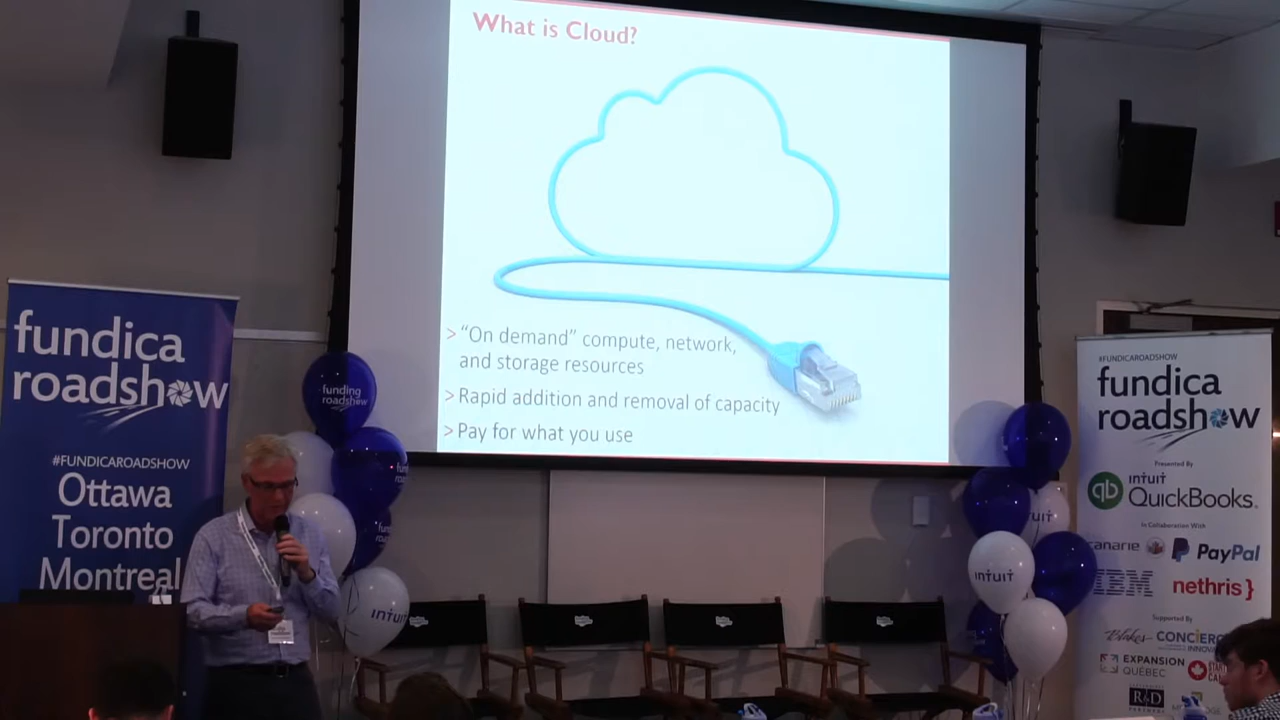 What is Cloud?
> "On demand" compute, network,
and storage resources
> Rapid addition and removal of capacity
> Pay for what you use
fundica
roadshow
#FUNDICAROADSHOW
Ottawa
Toronto
Montreal
funding
roadshow
intuit
intuit
#FUNDICAROADSHOW
fundica
roadshow
Presented By
qb intuit
QuickBooks.
In Collaboration With
canarie
PayPal
IBM
nethris}
Supported By
Blakes
EXPANSION
QUÉBEC
R&D